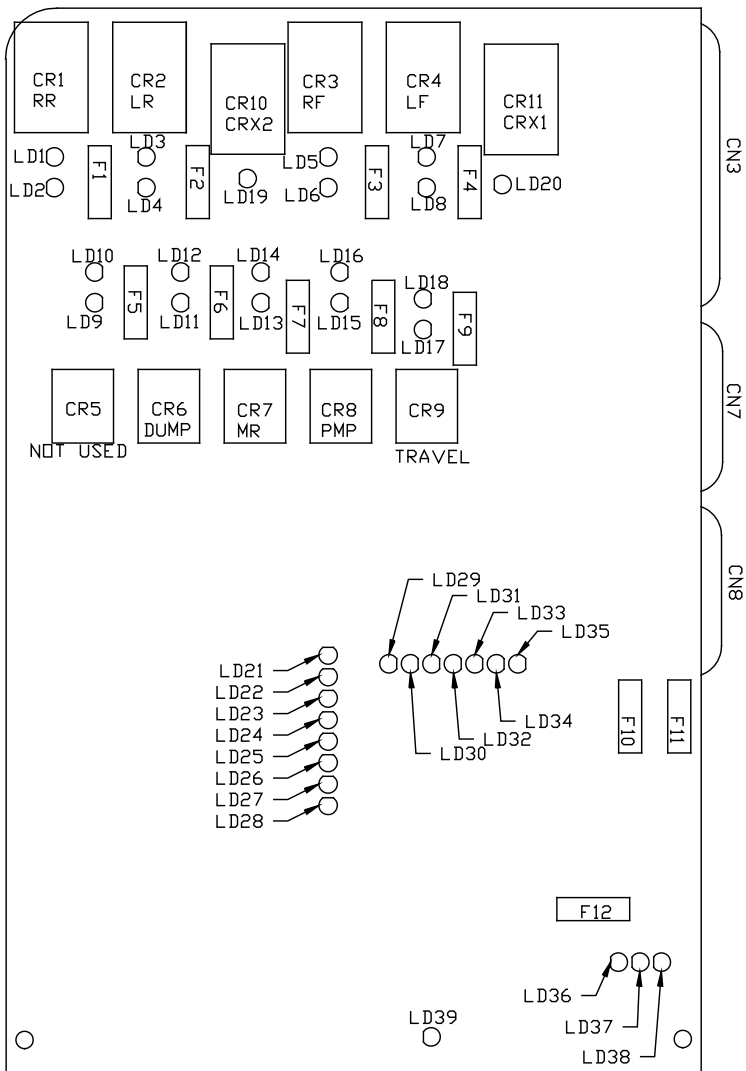 CR1
RR
CR2
LR
CR10
CRX2
CR3
RF
CR4
LF
CR11
CRX1
CN3
LD1
LD2
F1
LD3
LD4
F2
LD19
LD5
LD6
F3
LD7
LD8
F4
LD20
LD10
LD9
F5
LD12
LD11
F6
LD14
LD13
F7
LD16
LD15
F8
LD18
LD17
F9
CN7
CR5
NOT USED
CR6
DUMP
CR7
MR
CR8
PMP
CR9
TRAVEL
CN8
LD29
LD31
LD33
LD35
LD21
LD22
LD23
LD24
LD25
LD26
LD27
LD28
LD34
LD32
LD30
F10
F11
F12
LD36
LD37
LD38
LD39